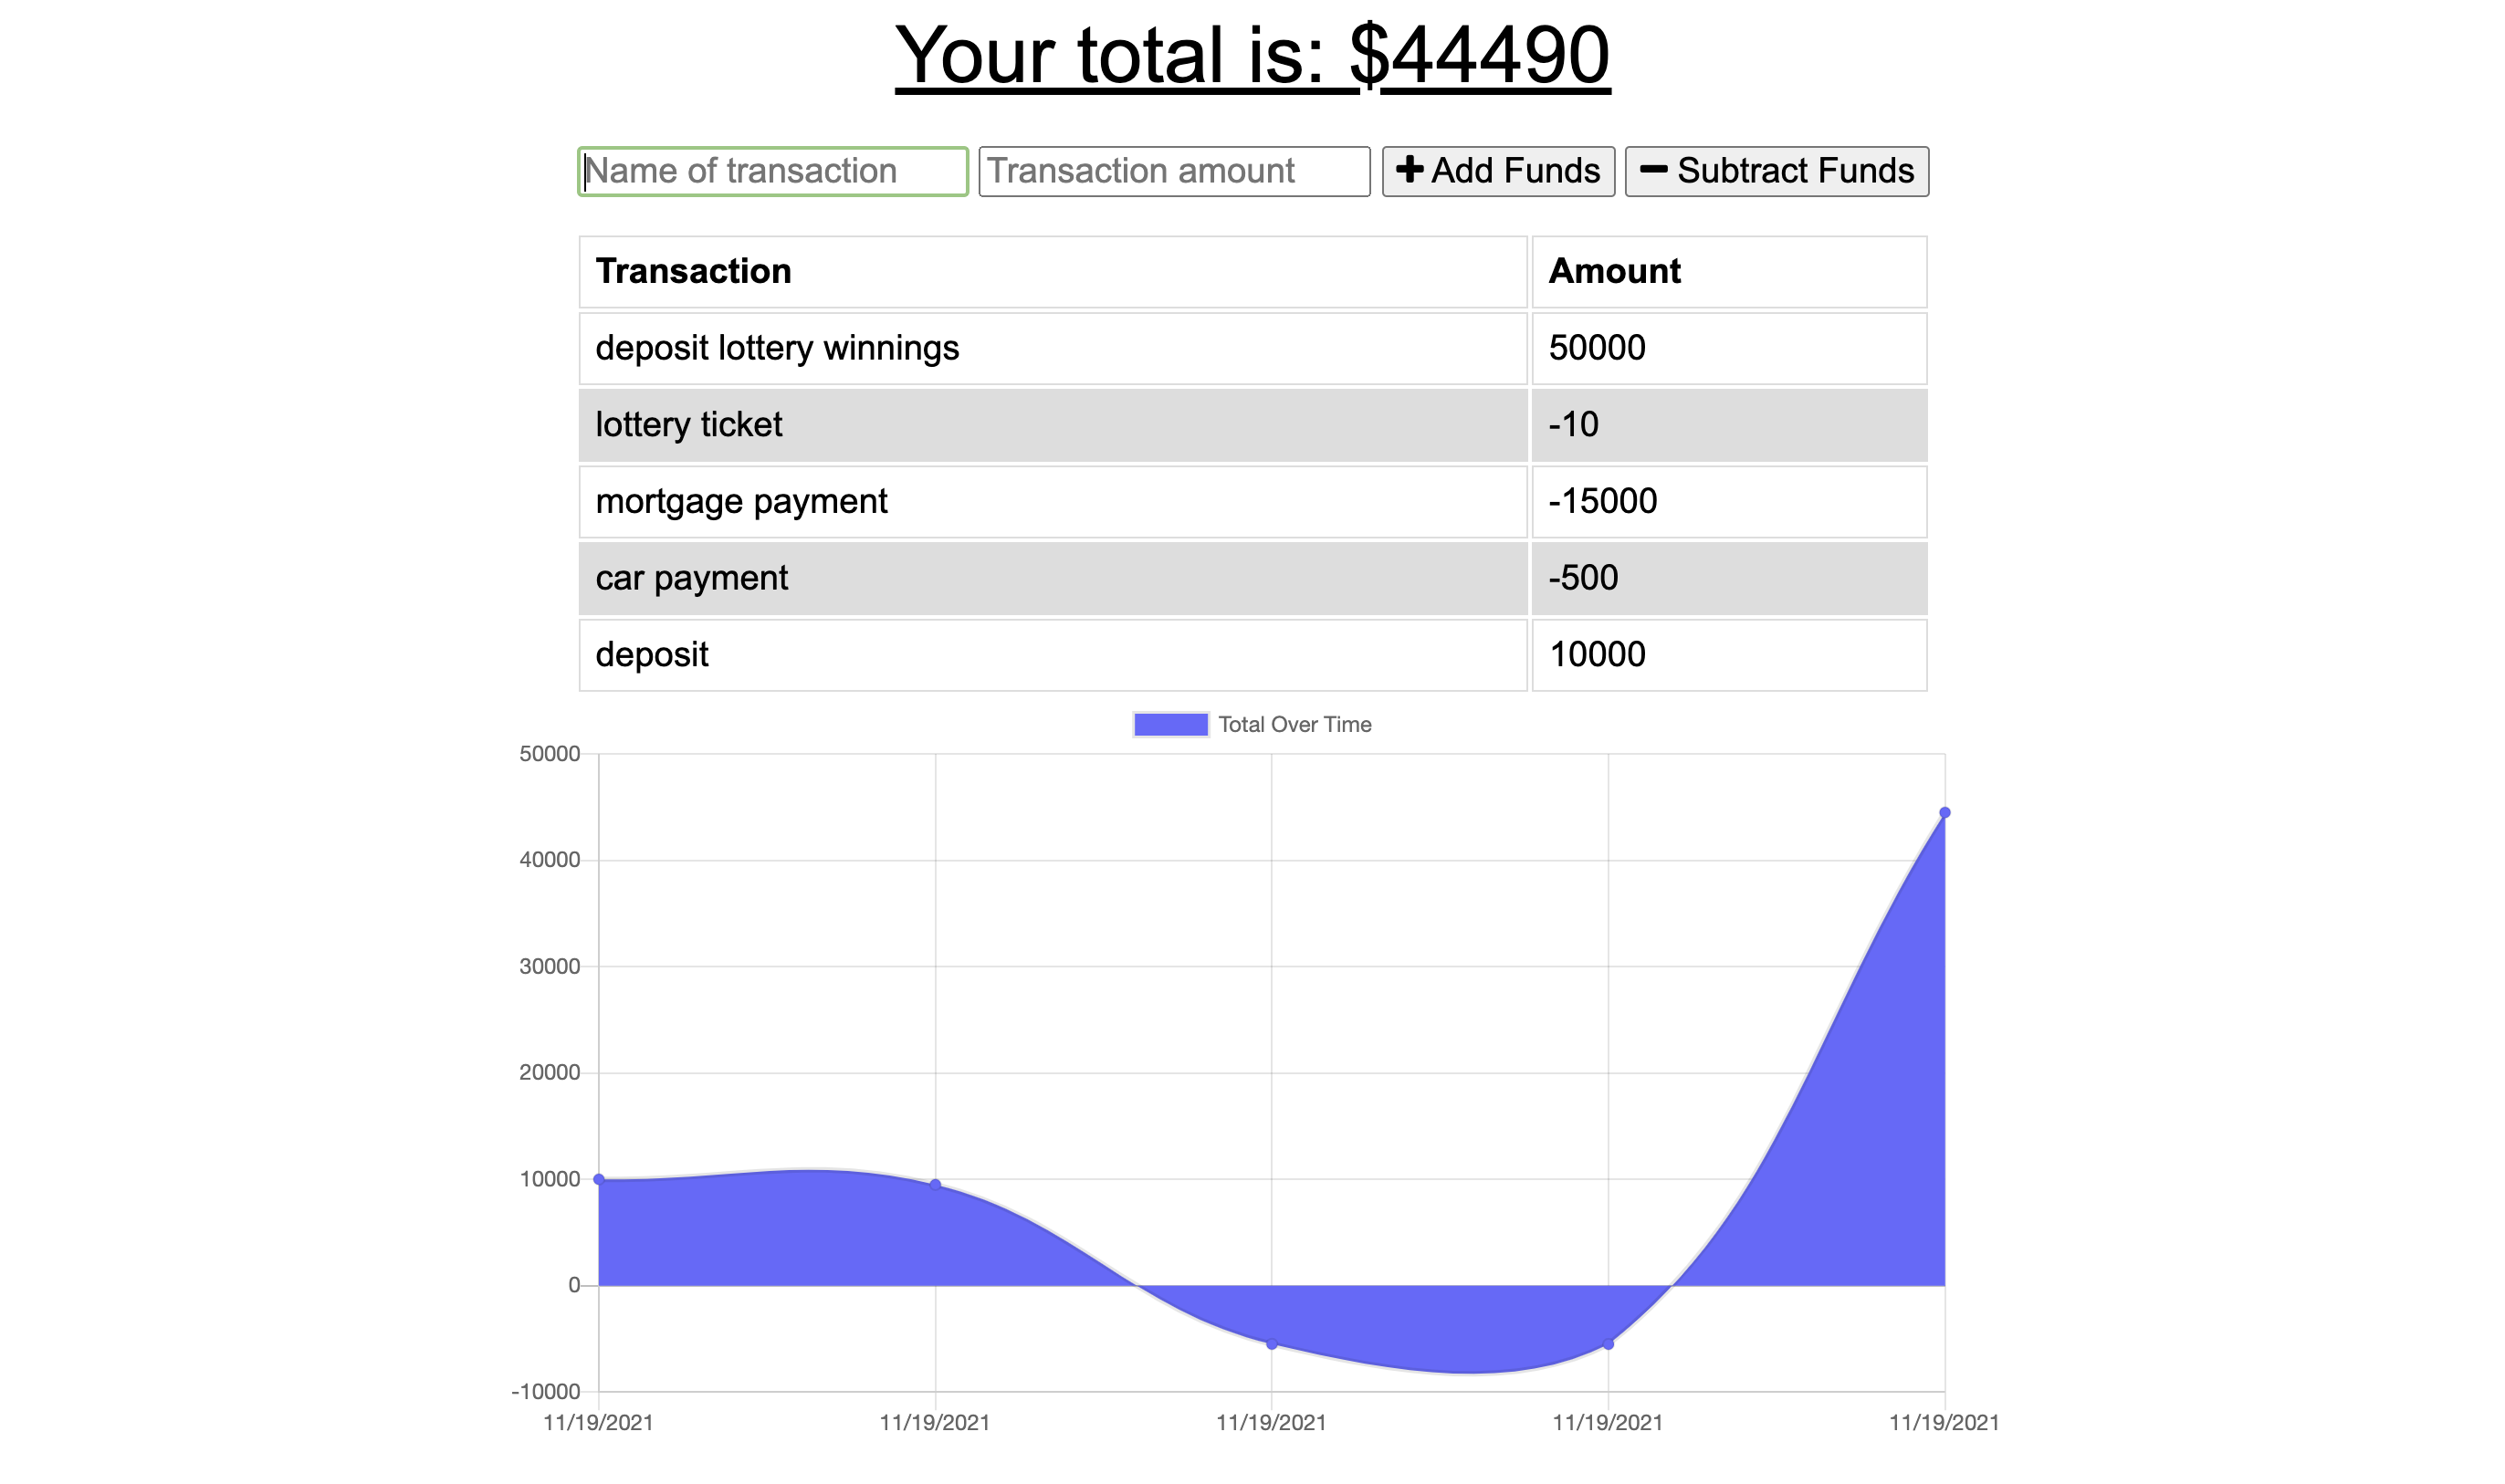 Your total is: $44490
Name of transaction Transaction amount Add Funds Subtract Funds
Transaction Amount
deposit lottery winnings 50000
lottery ticket -10
mortgage payment -15000
car payment -500
deposit 10000
Total Over Time
50000
40000
30000
20000
10000
0
-10000
11/19/2021 11/19/2021 11/19/2021 11/19/2021 11/19/2021